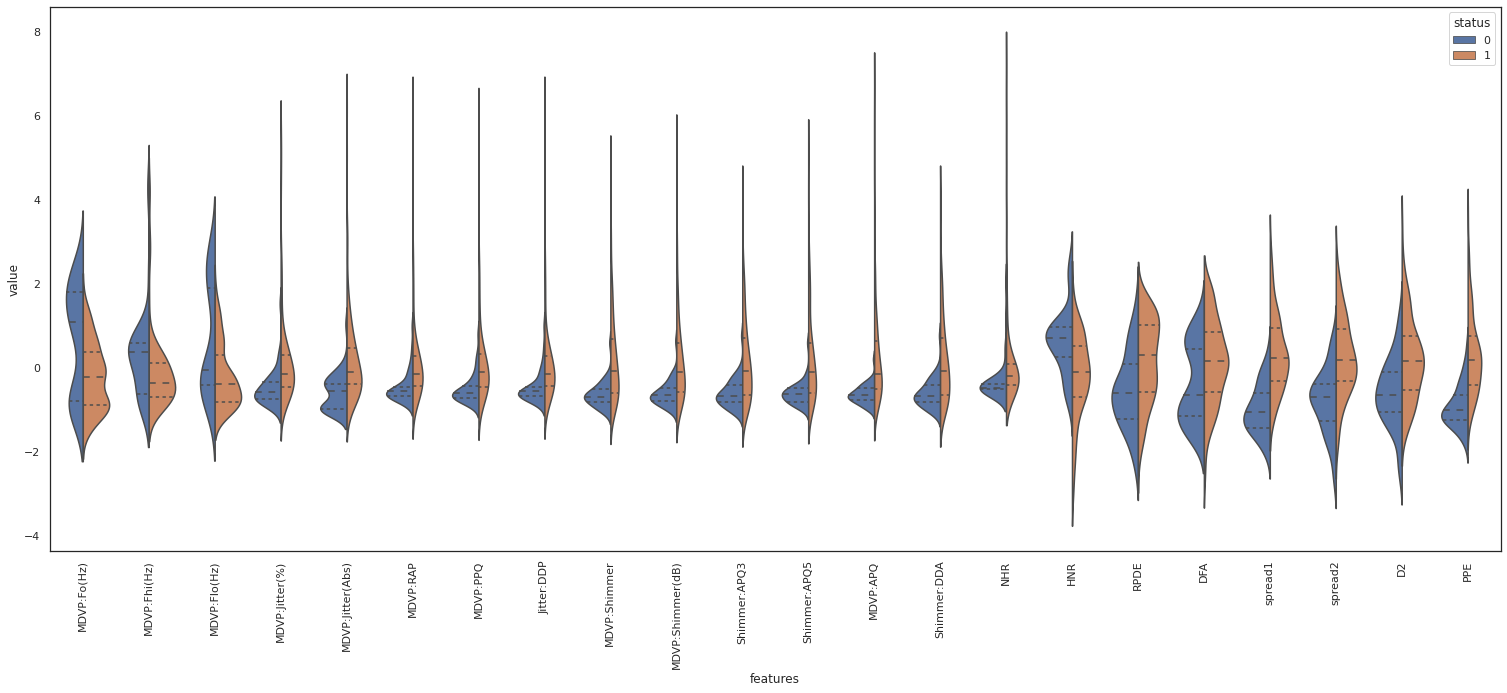 status
0
1
8
6
4
2
0
−2
−4
value
MDVP:Fo(Hz)
MDVP:Fhi(Hz)
MDVP:Flo(Hz)
MDVP:Jitter(%)
MDVP:Jitter(Abs)
MDVP:RAP
MDVP:PPQ
Jitter:DDP
MDVP:Shimmer
MDVP:Shimmer(dB)
Shimmer:APQ3
Shimmer:APQ5
MDVP:APQ
Shimmer:DDA
NHR
HNR
RPDE
DFA
spread1
spread2
D2
PPE
features